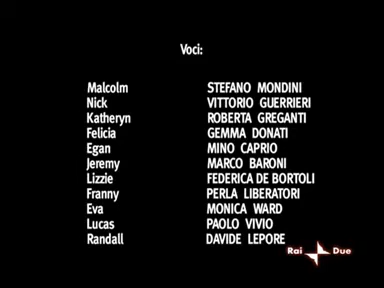 Voci:
Malcolm STEFANO MONDINI
Nick VITTORIO GUERRIERI
Katheryn ROBERTA GREGANTI
Felicia GEMMA DONATI
Egan MINO CAPRIO
Jeremy MARCO BARONI
Lizzie FEDERICA DE BORTOLI
Franny PERLA LIBERATORI
Eva MONICA WARD
Lucas PAOLO VIVIO
Randall DAVIDE LEPORE
Rai Due